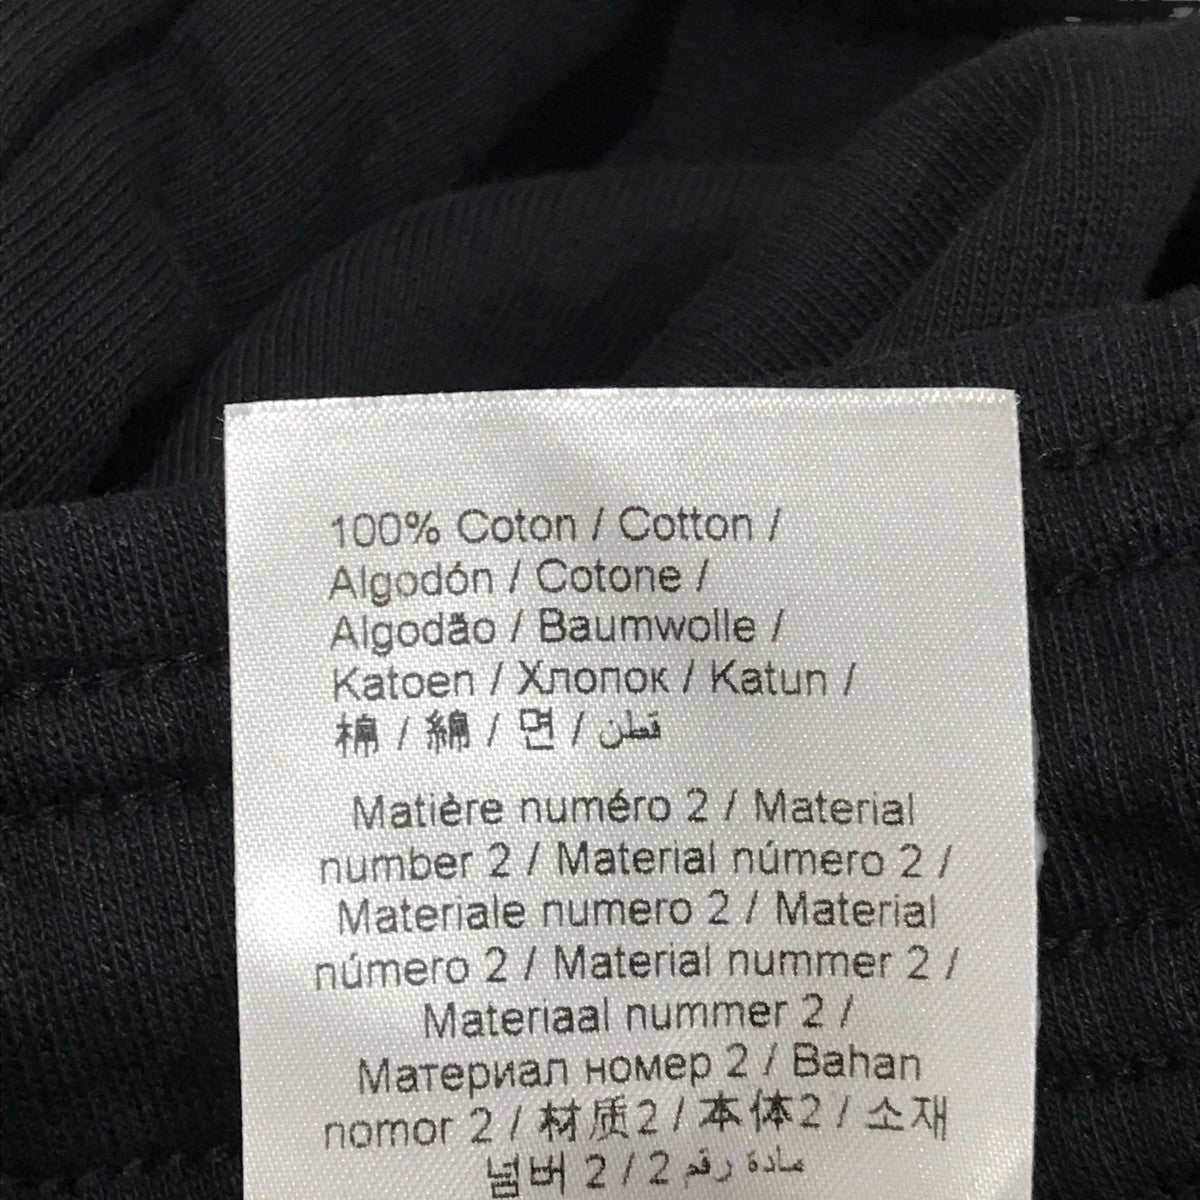 100% Coton / Cotton /
Algodón / Cotone /
Algodão / Baumwolle /
Katoen / Хлопок / Katun /
棉 / 綿 / 면 / قطن
Matière numéro 2 / Material
number 2 / Material número 2 /
Materiale numero 2 / Material
número 2 / Material nummer 2 /
Materiaal nummer 2 /
Материал номер 2 / Bahan
nomor 2 / 材质2 / 本体2 / 소재
넘버 2 / مادة رقم 2